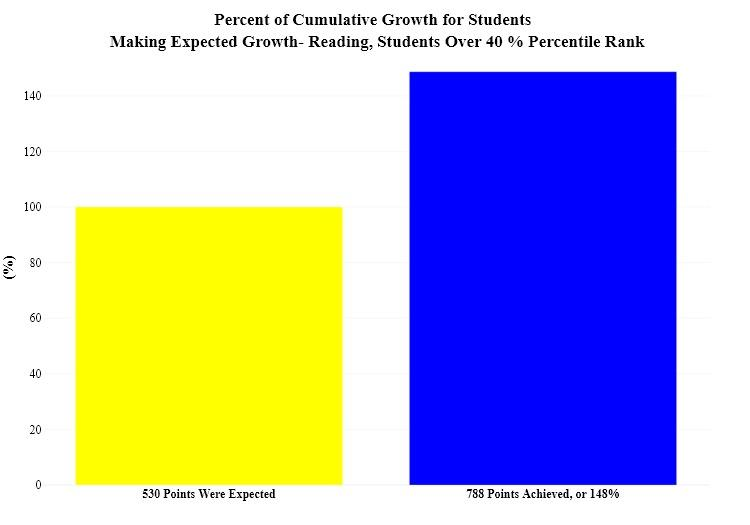 Percent of Cumulative Growth for Students
Making Expected Growth- Reading, Students Over 40 % Percentile Rank
140
120
100
80
60
40
20
0
(%)
530 Points Were Expected
788 Points Achieved, or 148%